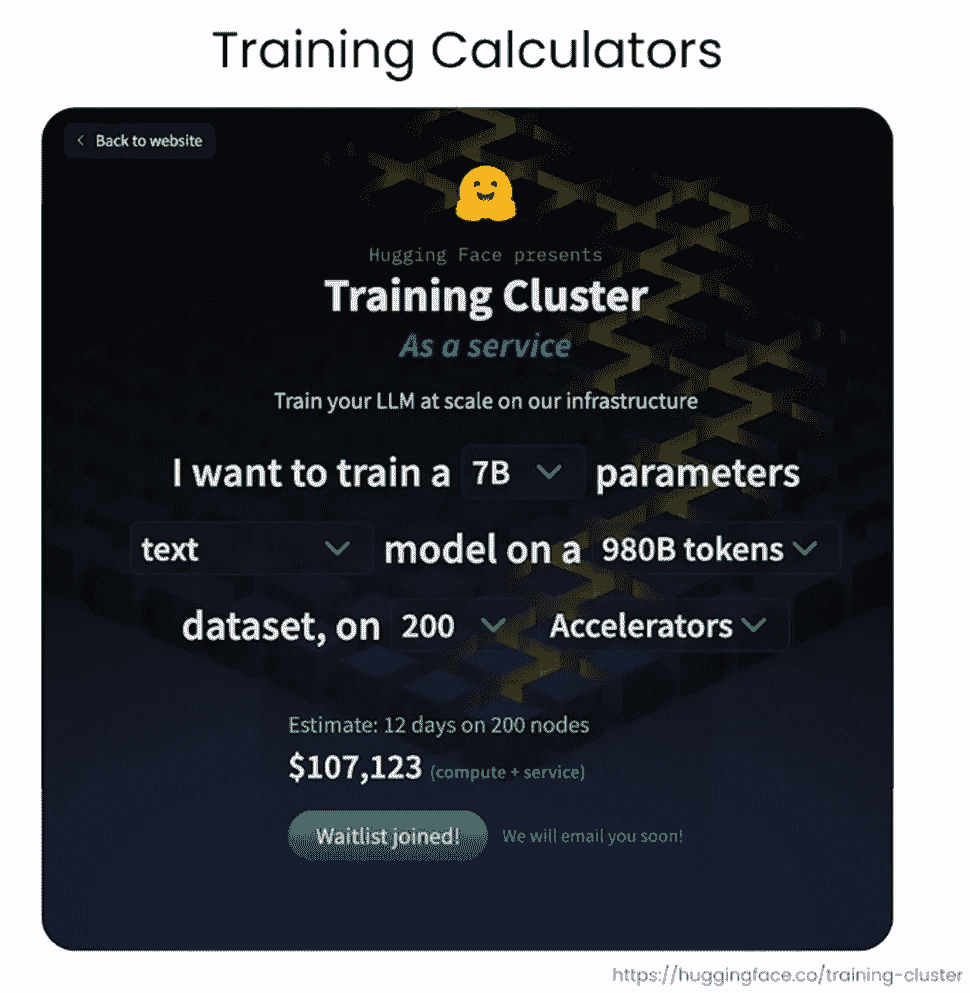 Training Calculators
Back to website
Hugging Face presents
Training Cluster
As a service
Train your LLM at scale on our infrastructure
I want to train a 7B parameters
text model on a 980B tokens
dataset, on 200 Accelerators
Estimate: 12 days on 200 nodes
$107,123 (compute + service)
Waitlist joined! We will email you soon!
https://huggingface.co/training-cluster